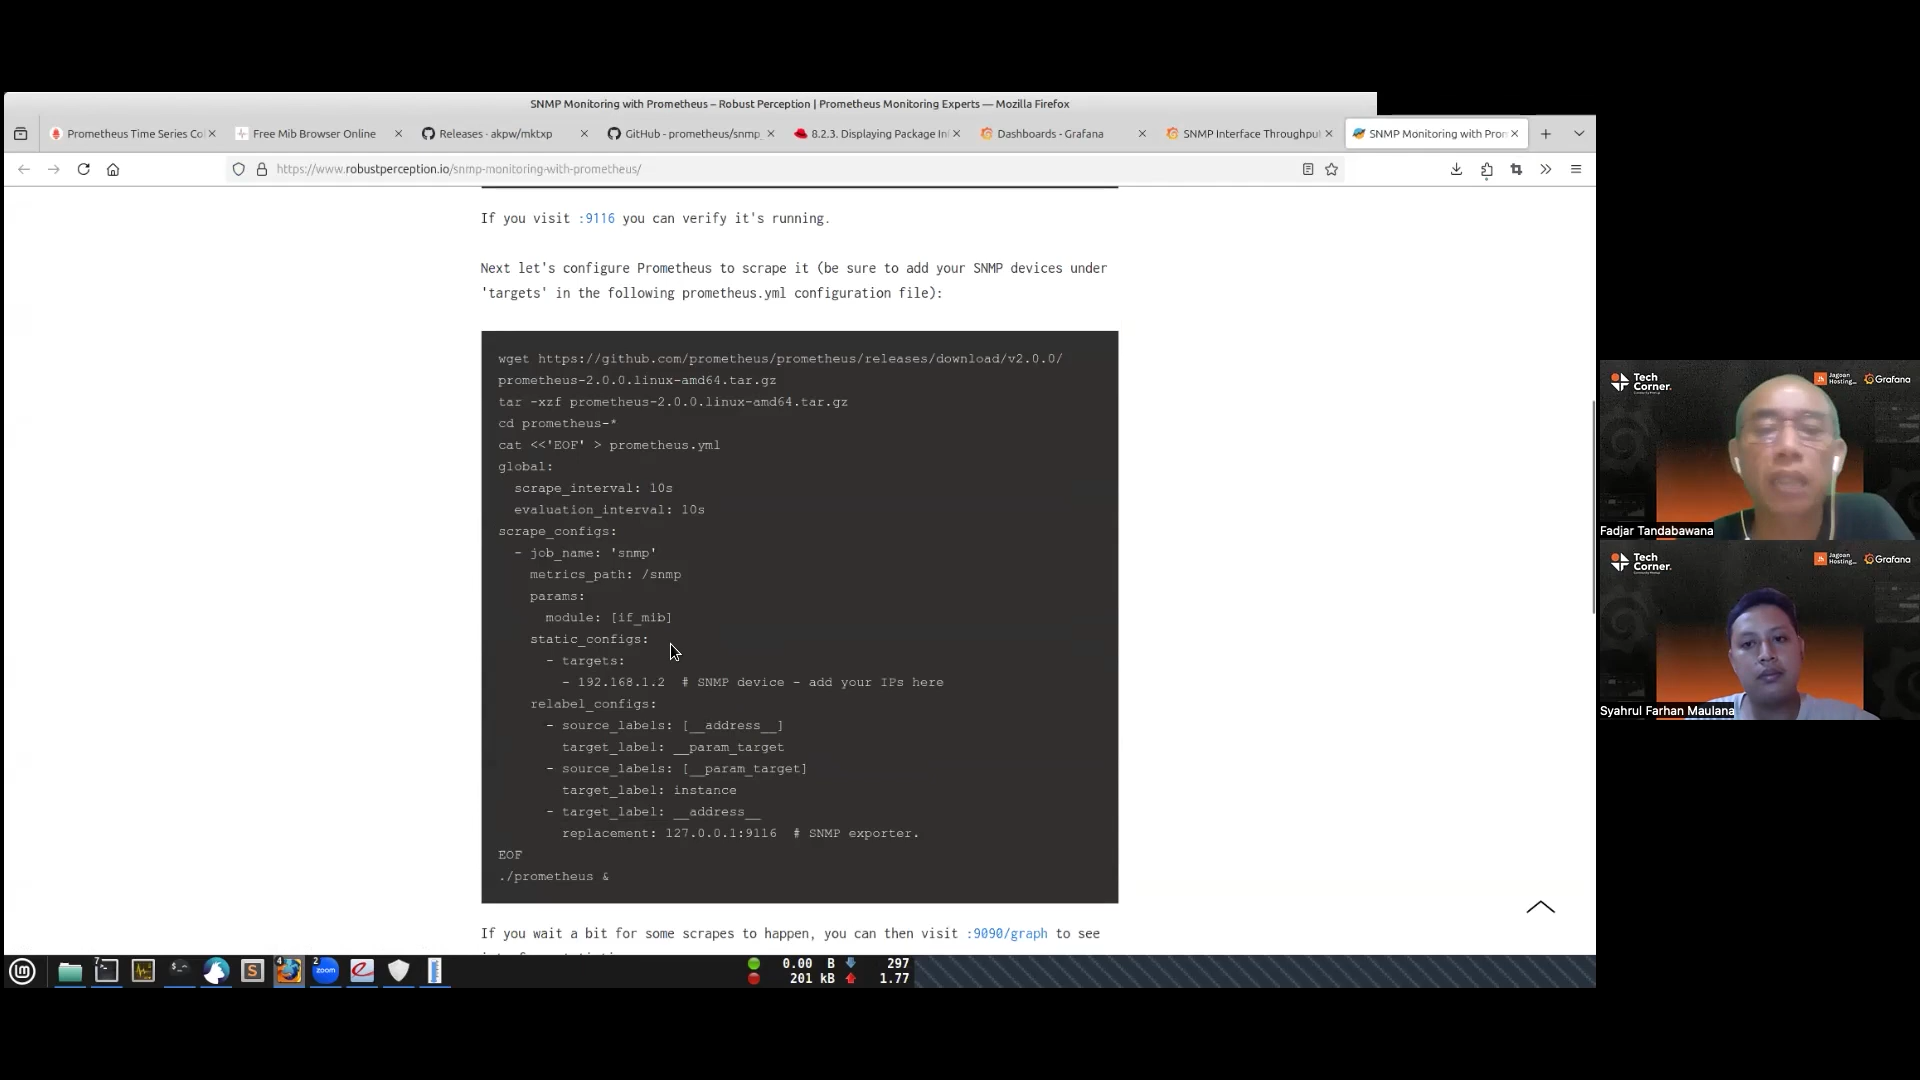 SNMP Monitoring with Prometheus – Robust Perception | Prometheus Monitoring Experts — Mozilla Firefox
Prometheus Time Series Co
Free Mib Browser Online
Releases · akpw/mktxp
GitHub - prometheus/snmp_
8.2.3. Displaying Package In
Dashboards - Grafana
SNMP Interface Throughpu
SNMP Monitoring with Pron
https://www.robustperception.io/snmp-monitoring-with-prometheus/
If you visit :9116 you can verify it's running.
Next let's configure Prometheus to scrape it (be sure to add your SNMP devices under
'targets' in the following prometheus.yml configuration file):
wget https://github.com/prometheus/prometheus/releases/download/v2.0.0/
prometheus-2.0.0.linux-amd64.tar.gz
tar -xzf prometheus-2.0.0.linux-amd64.tar.gz
cd prometheus-*
cat <<'EOF' > prometheus.yml
global:
scrape_interval: 10s
evaluation_interval: 10s
scrape_configs:
- job_name: 'snmp'
metrics_path: /snmp
params:
module: [if_mib]
static_configs:
- targets:
- 192.168.1.2 # SNMP device - add your IPs here
relabel_configs:
- source_labels: [__address__]
target_label: __param_target
- source_labels: [__param_target]
target_label: instance
- target_label: __address__
replacement: 127.0.0.1:9116 # SNMP exporter.
EOF
./prometheus &
If you wait a bit for some scrapes to happen, you can then visit :9090/graph to see
7
4
2
zoom
0.00 B
297
201 kB
1.77
Tech
Corner.
Jagoan
Hosting
Grafana
Fadjar Tandabawana
Tech
Corner.
Jagoan
Hosting
Grafana
Syahrul Farhan Maulana